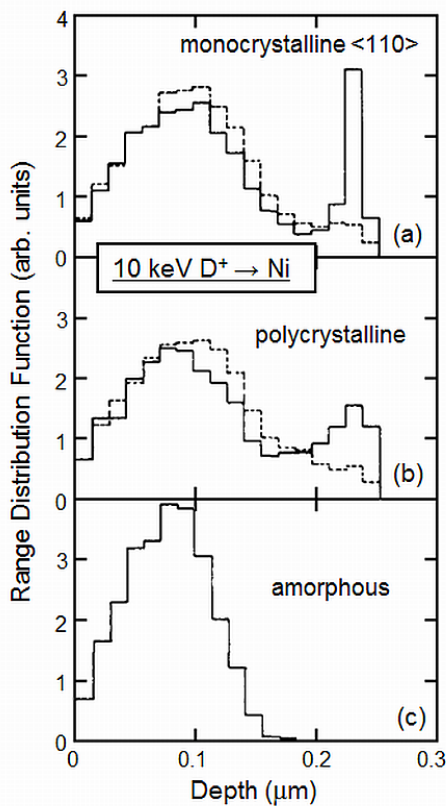 4
monocrystalline <110>
3
2
1
(a)
0
10 keV D⁺ → Ni
3
polycrystalline
2
1
(b)
0
3
amorphous
2
1
(c)
0
0 0.1 0.2 0.3
Depth (μm)
Range Distribution Function (arb. units)